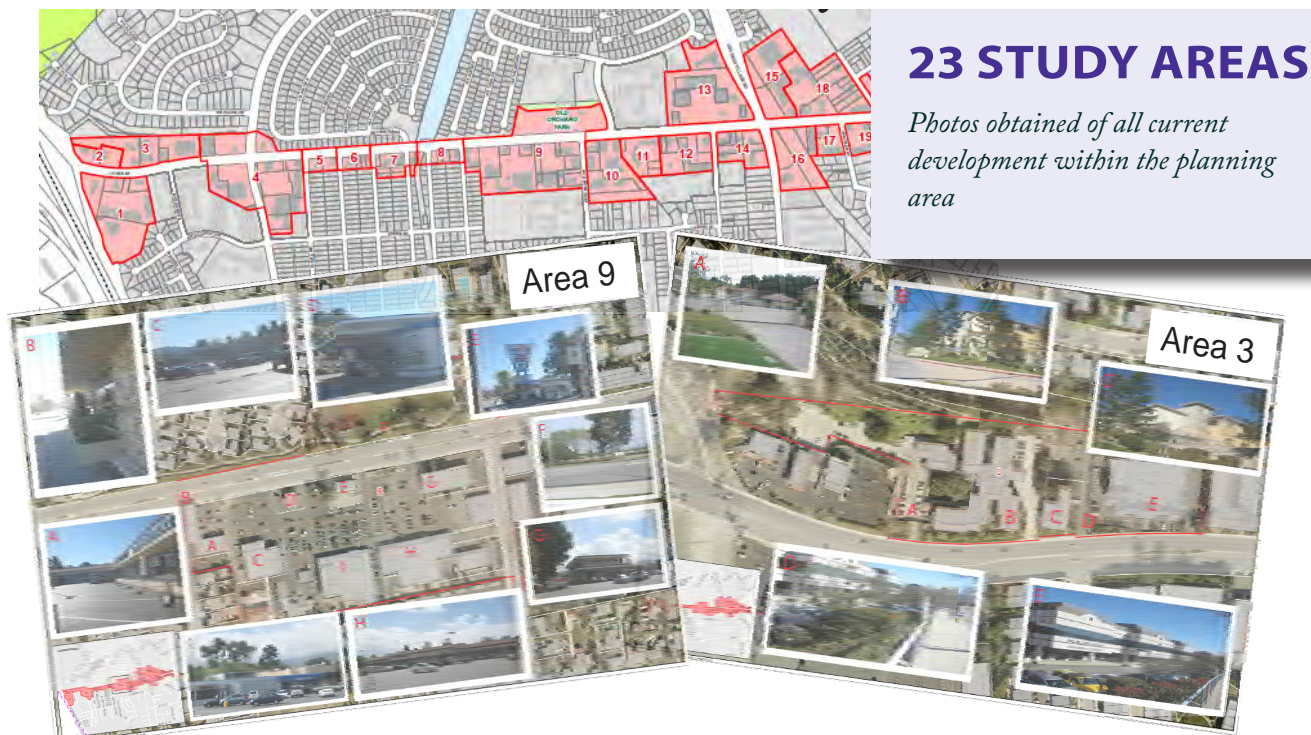 23 STUDY AREAS
Photos obtained of all current
development within the planning
area
1
2
3
4
5
6
7
8
9
10
11
12
13
14
15
16
17
18
19
OLD
ORCHARD
PARK
Area 9
B
C
D
E
F
A
H
A
C
E
G
Area 3
A
B
D
A
B
C
D
E